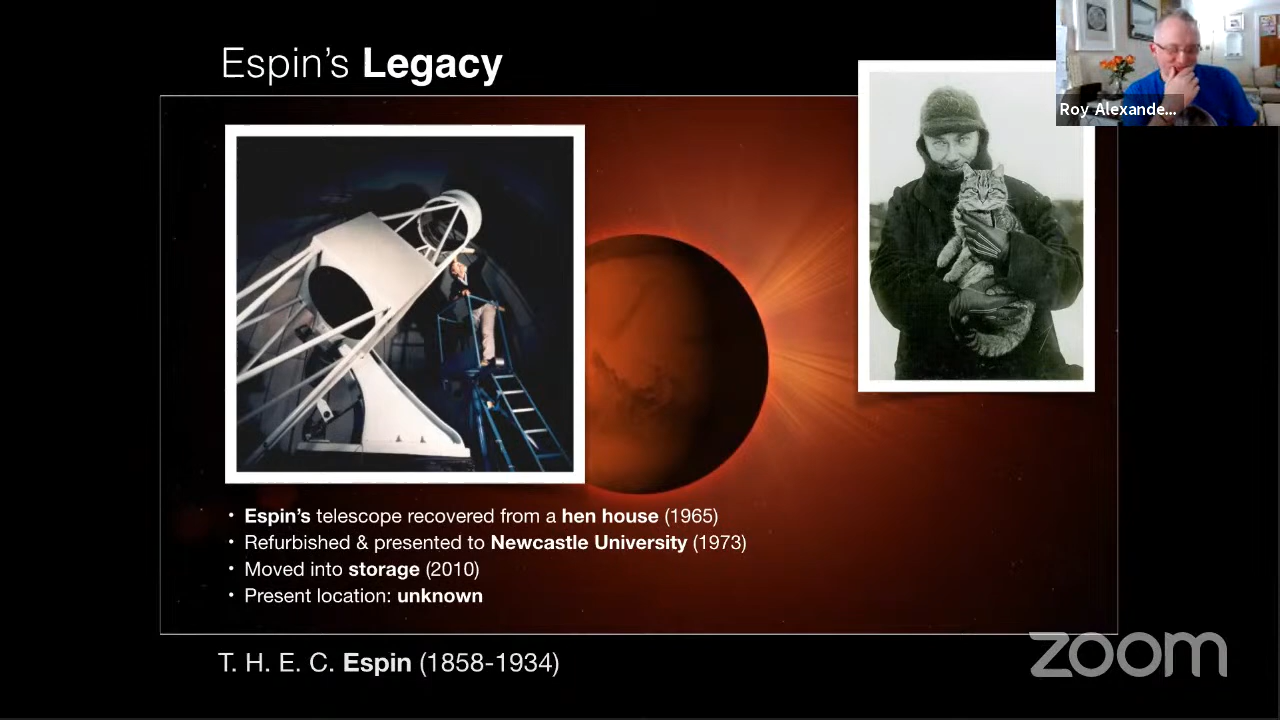 Espin's Legacy
Roy Alexande...
• Espin's telescope recovered from a hen house (1965)
• Refurbished & presented to Newcastle University (1973)
• Moved into storage (2010)
• Present location: unknown
T. H. E. C. Espin (1858-1934)
zoom